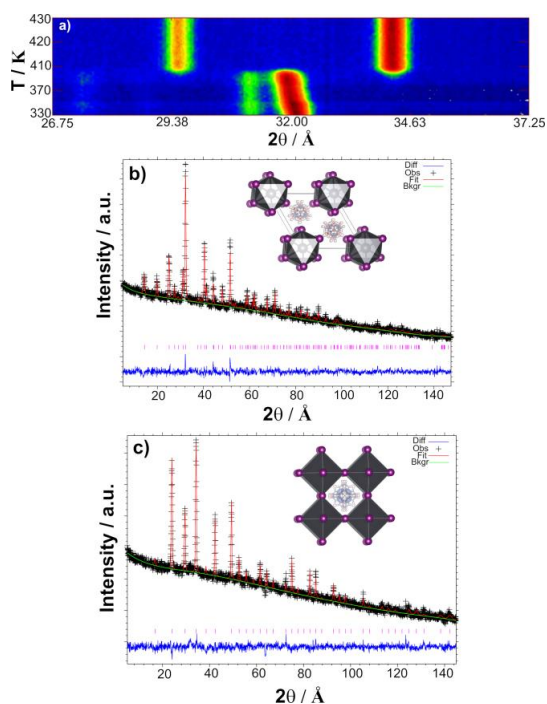 a)
T / K
430
410
390
370
350
330
26.75
29.38
32.00
34.63
37.25
2θ / Å
b)
Diff
Obs
Fit
Bkgr
Intensity / a.u.
20 40 60 80 100 120 140
2θ / Å
c)
Diff
Obs
Fit
Bkgr
Intensity / a.u.
20 40 60 80 100 120 140
2θ / Å